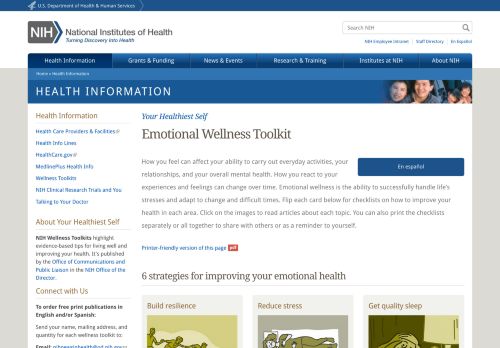 U.S. Department of Health & Human Services
Search NIH
NIH Employee Intranet | Staff Directory | En Español
NIH National Institutes of Health
Turning Discovery Into Health
Health Information Grants & Funding News & Events Research & Training Institutes at NIH About NIH
Home » Health Information
HEALTH INFORMATION
Health Information
Health Care Providers & Facilities
Health Info Lines
HealthCare.gov
MedlinePlus Health Info
Wellness Toolkits
NIH Clinical Research Trials and You
Talking to Your Doctor
About Your Healthiest Self
NIH Wellness Toolkits highlight
evidence-based tips for living well and
improving your health. It's published
by the Office of Communications and
Public Liaison in the NIH Office of the
Director.
Connect with Us
To order free print publications in
English and/or Spanish:
Send your name, mailing address, and
quantity for each wellness toolkit to:
Email:
Your Healthiest Self
Emotional Wellness Toolkit
En español
How you feel can affect your ability to carry out everyday activities, your
relationships, and your overall mental health. How you react to your
experiences and feelings can change over time. Emotional wellness is the ability to successfully handle life's
stresses and adapt to change and difficult times. Flip each card below for checklists on how to improve your
health in each area. Click on the images to read articles about each topic. You can also print the checklists
separately or all together to share with others or as a reminder to yourself.
Printer-friendly version of this page pdf
6 strategies for improving your emotional health
Build resilience Reduce stress Get quality sleep